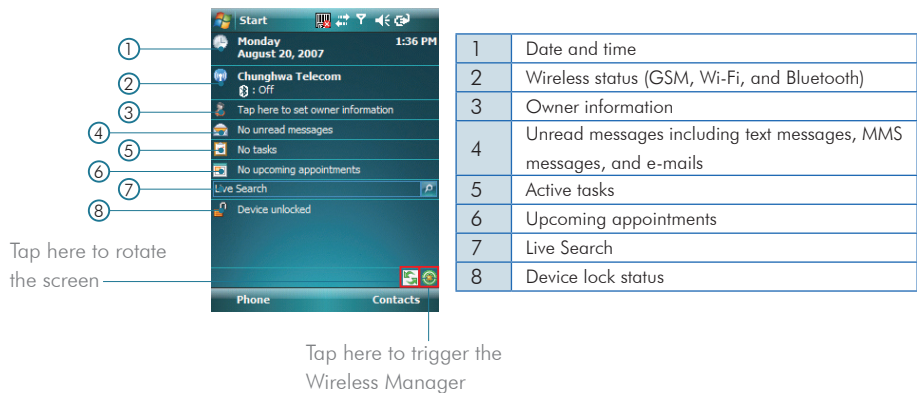 Start
Monday 1:36 PM
August 20, 2007
Chunghwa Telecom
: Off
Tap here to set owner information
No unread messages
No tasks
No upcoming appointments
Live Search
Device unlocked
Phone Contacts
1
2
3
4
5
6
7
8
Tap here to rotate
the screen
Tap here to trigger the
Wireless Manager
1 Date and time
2 Wireless status (GSM, Wi-Fi, and Bluetooth)
3 Owner information
4 Unread messages including text messages, MMS
messages, and e-mails
5 Active tasks
6 Upcoming appointments
7 Live Search
8 Device lock status